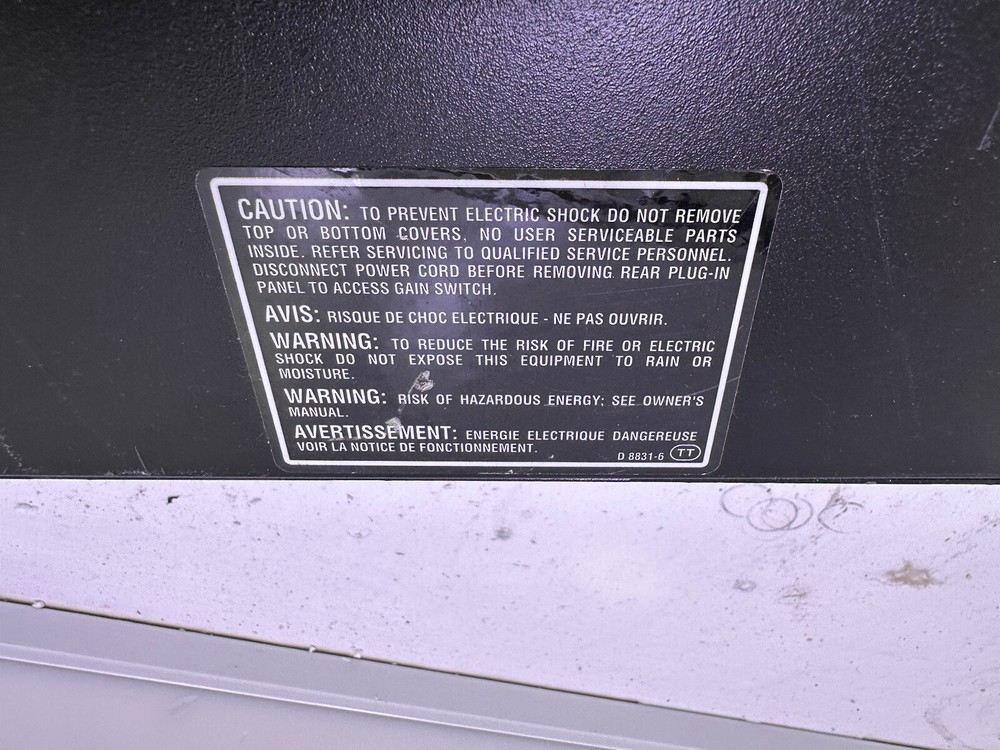 CAUTION: TO PREVENT ELECTRIC SHOCK DO NOT REMOVE
TOP OR BOTTOM COVERS, NO USER SERVICEABLE PARTS
INSIDE. REFER SERVICING TO QUALIFIED SERVICE PERSONNEL.
DISCONNECT POWER CORD BEFORE REMOVING REAR PLUG-IN
PANEL TO ACCESS GAIN SWITCH.
AVIS: RISQUE DE CHOC ELECTRIQUE - NE PAS OUVRIR.
WARNING: TO REDUCE THE RISK OF FIRE OR ELECTRIC
SHOCK DO NOT EXPOSE THIS EQUIPMENT TO RAIN OR
MOISTURE.
WARNING: RISK OF HAZARDOUS ENERGY; SEE OWNER'S
MANUAL.
AVERTISSEMENT: ENERGIE ELECTRIQUE DANGEREUSE
VOIR LA NOTICE DE FONCTIONNEMENT.
D 8831-6 TT